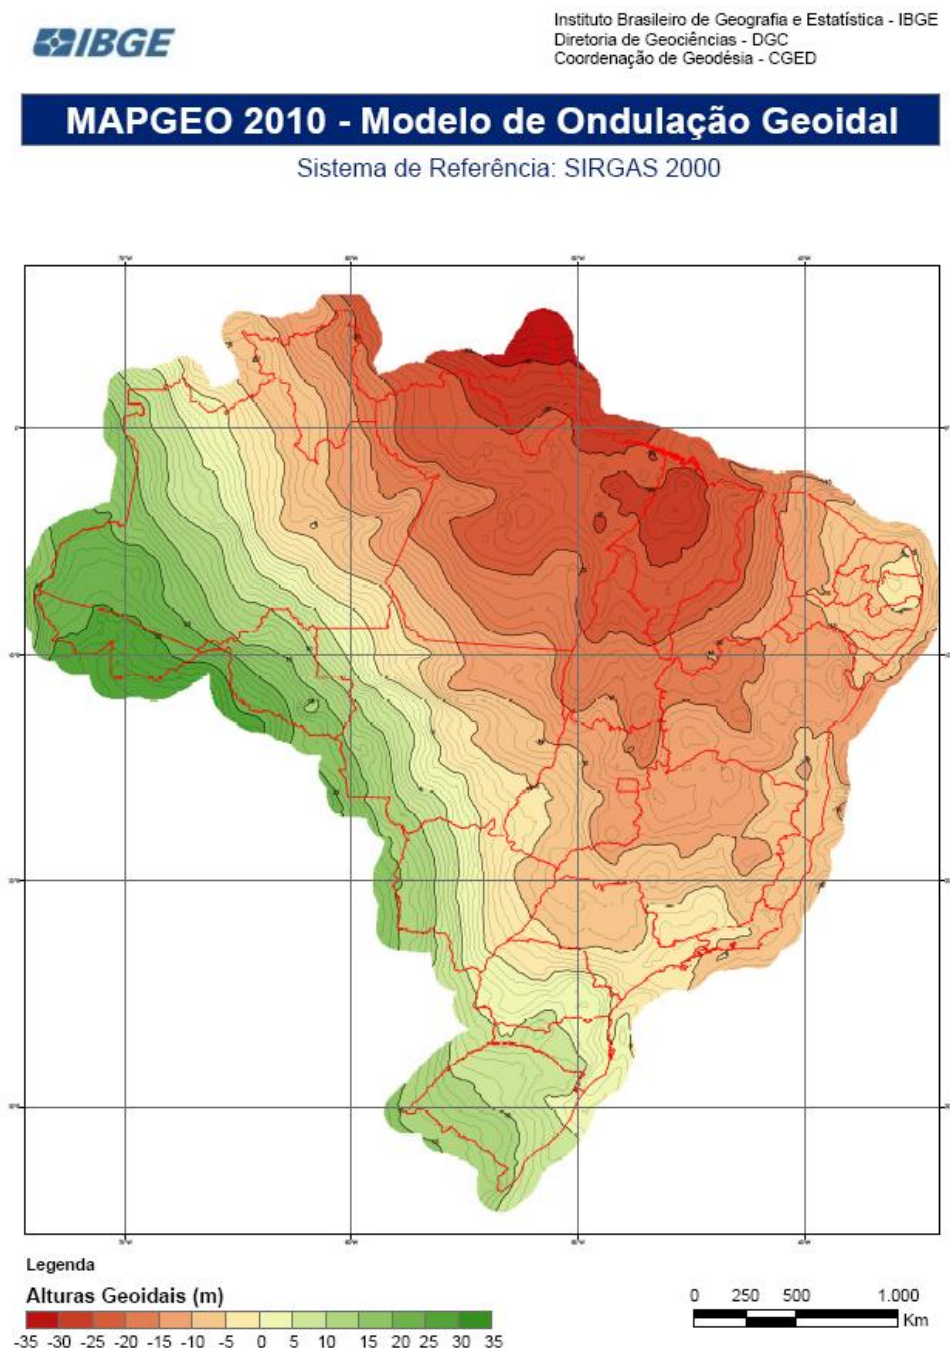 IBGE
Instituto Brasileiro de Geografia e Estatística - IBGE
Diretoria de Geociências - DGC
Coordenação de Geodésia - CGED
MAPGEO 2010 - Modelo de Ondulação Geoidal
Sistema de Referência: SIRGAS 2000
Legenda
Alturas Geoidais (m)
-35 -30 -25 -20 -15 -10 -5 0 5 10 15 20 25 30 35
0 250 500 1.000
Km